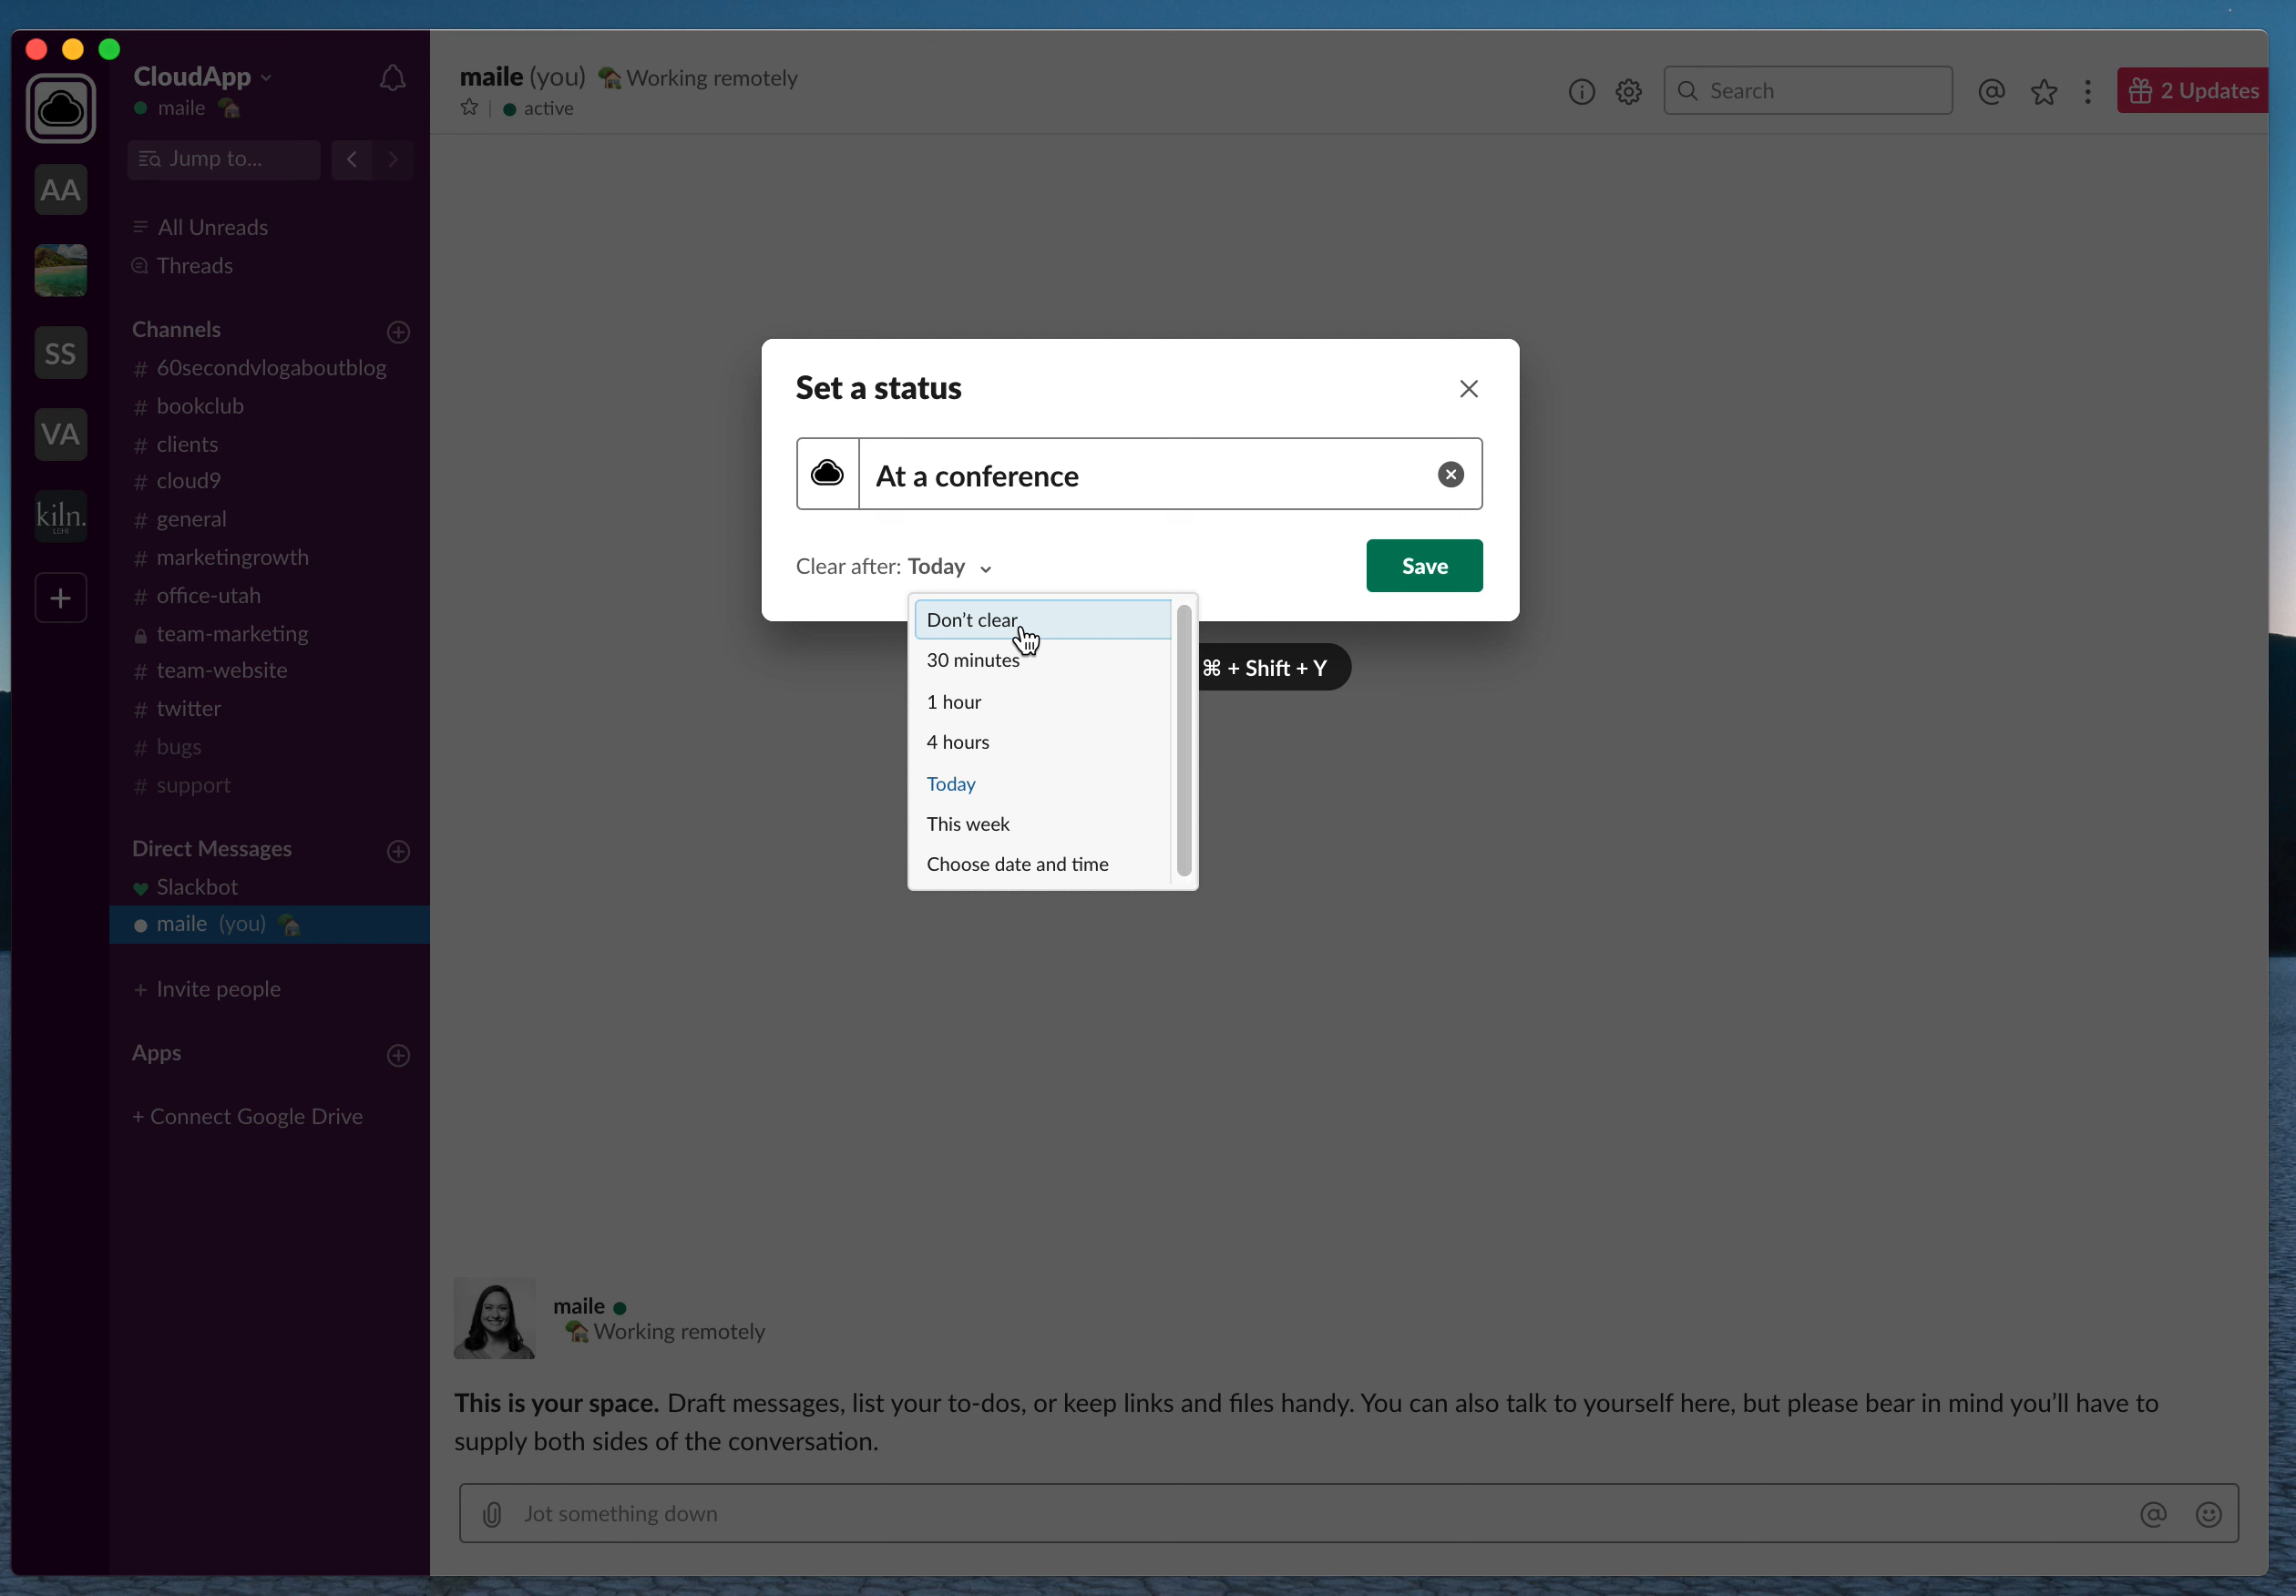 CloudApp
maile
Jump to...
All Unreads
Threads
Channels
# 60secondvlogaboutblog
# bookclub
# clients
# cloud9
# general
# marketingrowth
# office-utah
team-marketing
# team-website
# twitter
# bugs
# support
Direct Messages
Slackbot
maile (you)
+ Invite people
Apps
+ Connect Google Drive
AA
SS
VA
kiln.
LEHI
maile (you) Working remotely
active
Search
2 Updates
Set a status
At a conference
Clear after: Today
Save
Don’t clear
30 minutes
1 hour
4 hours
Today
This week
Choose date and time
⌘ + Shift + Y
maile
Working remotely
This is your space. Draft messages, list your to-dos, or keep links and files handy. You can also talk to yourself here, but please bear in mind you’ll have to
supply both sides of the conversation.
Jot something down